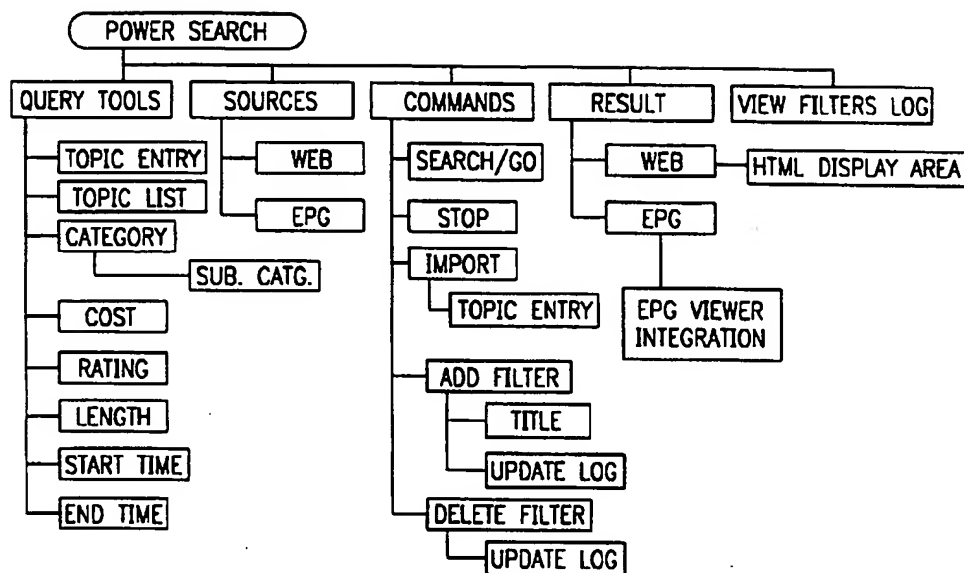 POWER SEARCH
QUERY TOOLS
TOPIC ENTRY
TOPIC LIST
CATEGORY
SUB. CATG.
COST
RATING
LENGTH
START TIME
END TIME
SOURCES
WEB
EPG
COMMANDS
SEARCH/GO
STOP
IMPORT
TOPIC ENTRY
ADD FILTER
TITLE
UPDATE LOG
DELETE FILTER
UPDATE LOG
RESULT
WEB
HTML DISPLAY AREA
EPG
EPG VIEWER
INTEGRATION
VIEW FILTERS LOG